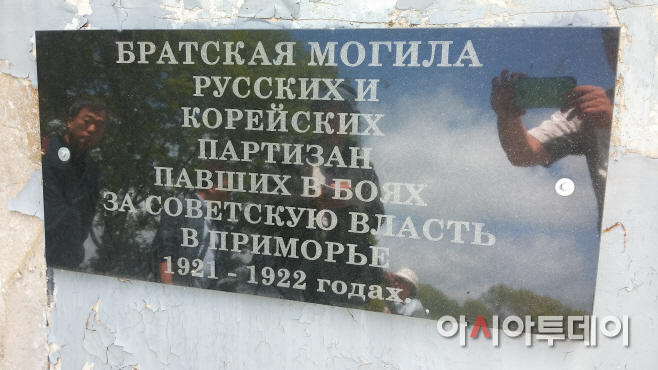 БРАТСКАЯ МОГИЛА
РУССКИХ И
КОРЕЙСКИХ
ПАРТИЗАН
ПАВШИХ В БОЯХ
ЗА СОВЕТСКУЮ ВЛАСТЬ
В ПРИМОРЬЕ
1921 - 1922 годах.
아시아투데이